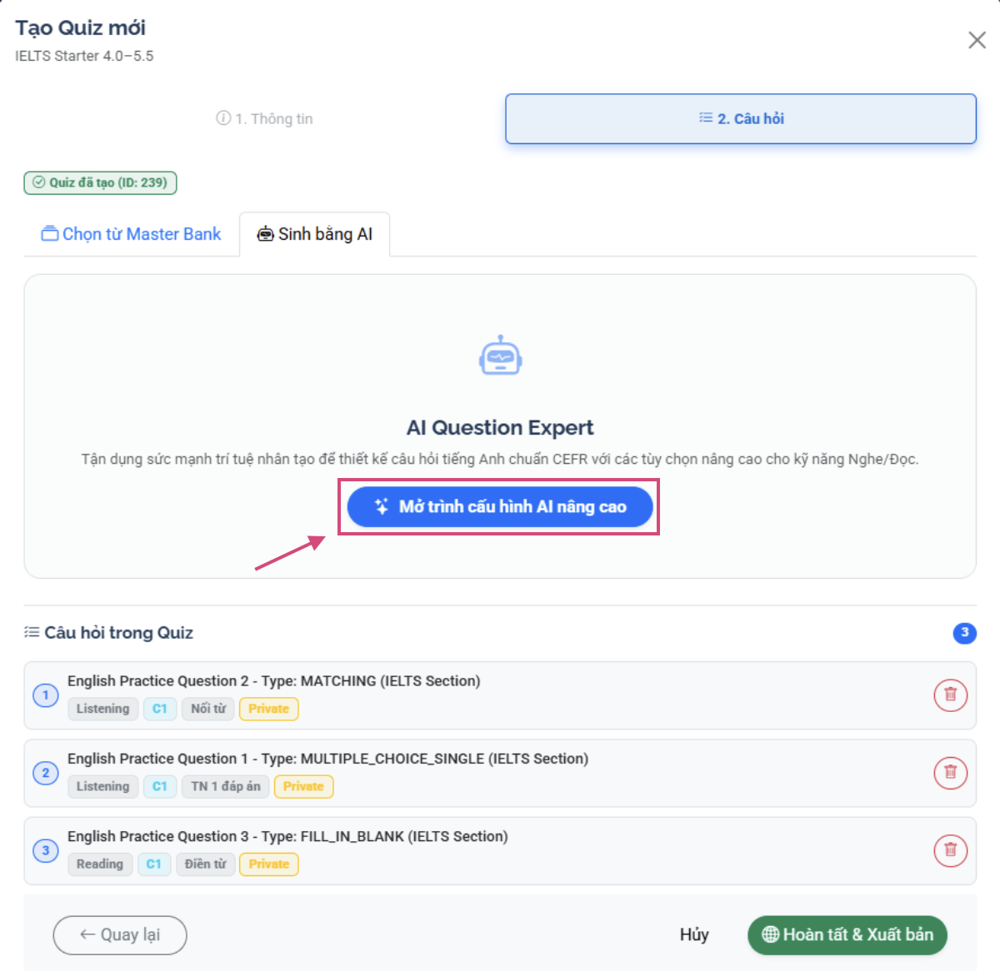 Tạo Quiz mới
IELTS Starter 4.0–5.5
1. Thông tin
2. Câu hỏi
Quiz đã tạo (ID: 239)
Chọn từ Master Bank
Sinh bằng AI
AI Question Expert
Tận dụng sức mạnh trí tuệ nhân tạo để thiết kế câu hỏi tiếng Anh chuẩn CEFR với các tùy chọn nâng cao cho kỹ năng Nghe/Đọc.
Mở trình cấu hình AI nâng cao
Câu hỏi trong Quiz
3
1
English Practice Question 2 - Type: MATCHING (IELTS Section)
Listening C1 Nối từ Private
2
English Practice Question 1 - Type: MULTIPLE_CHOICE_SINGLE (IELTS Section)
Listening C1 TN 1 đáp án Private
3
English Practice Question 3 - Type: FILL_IN_BLANK (IELTS Section)
Reading C1 Điền từ Private
← Quay lại
Hủy
Hoàn tất & Xuất bản